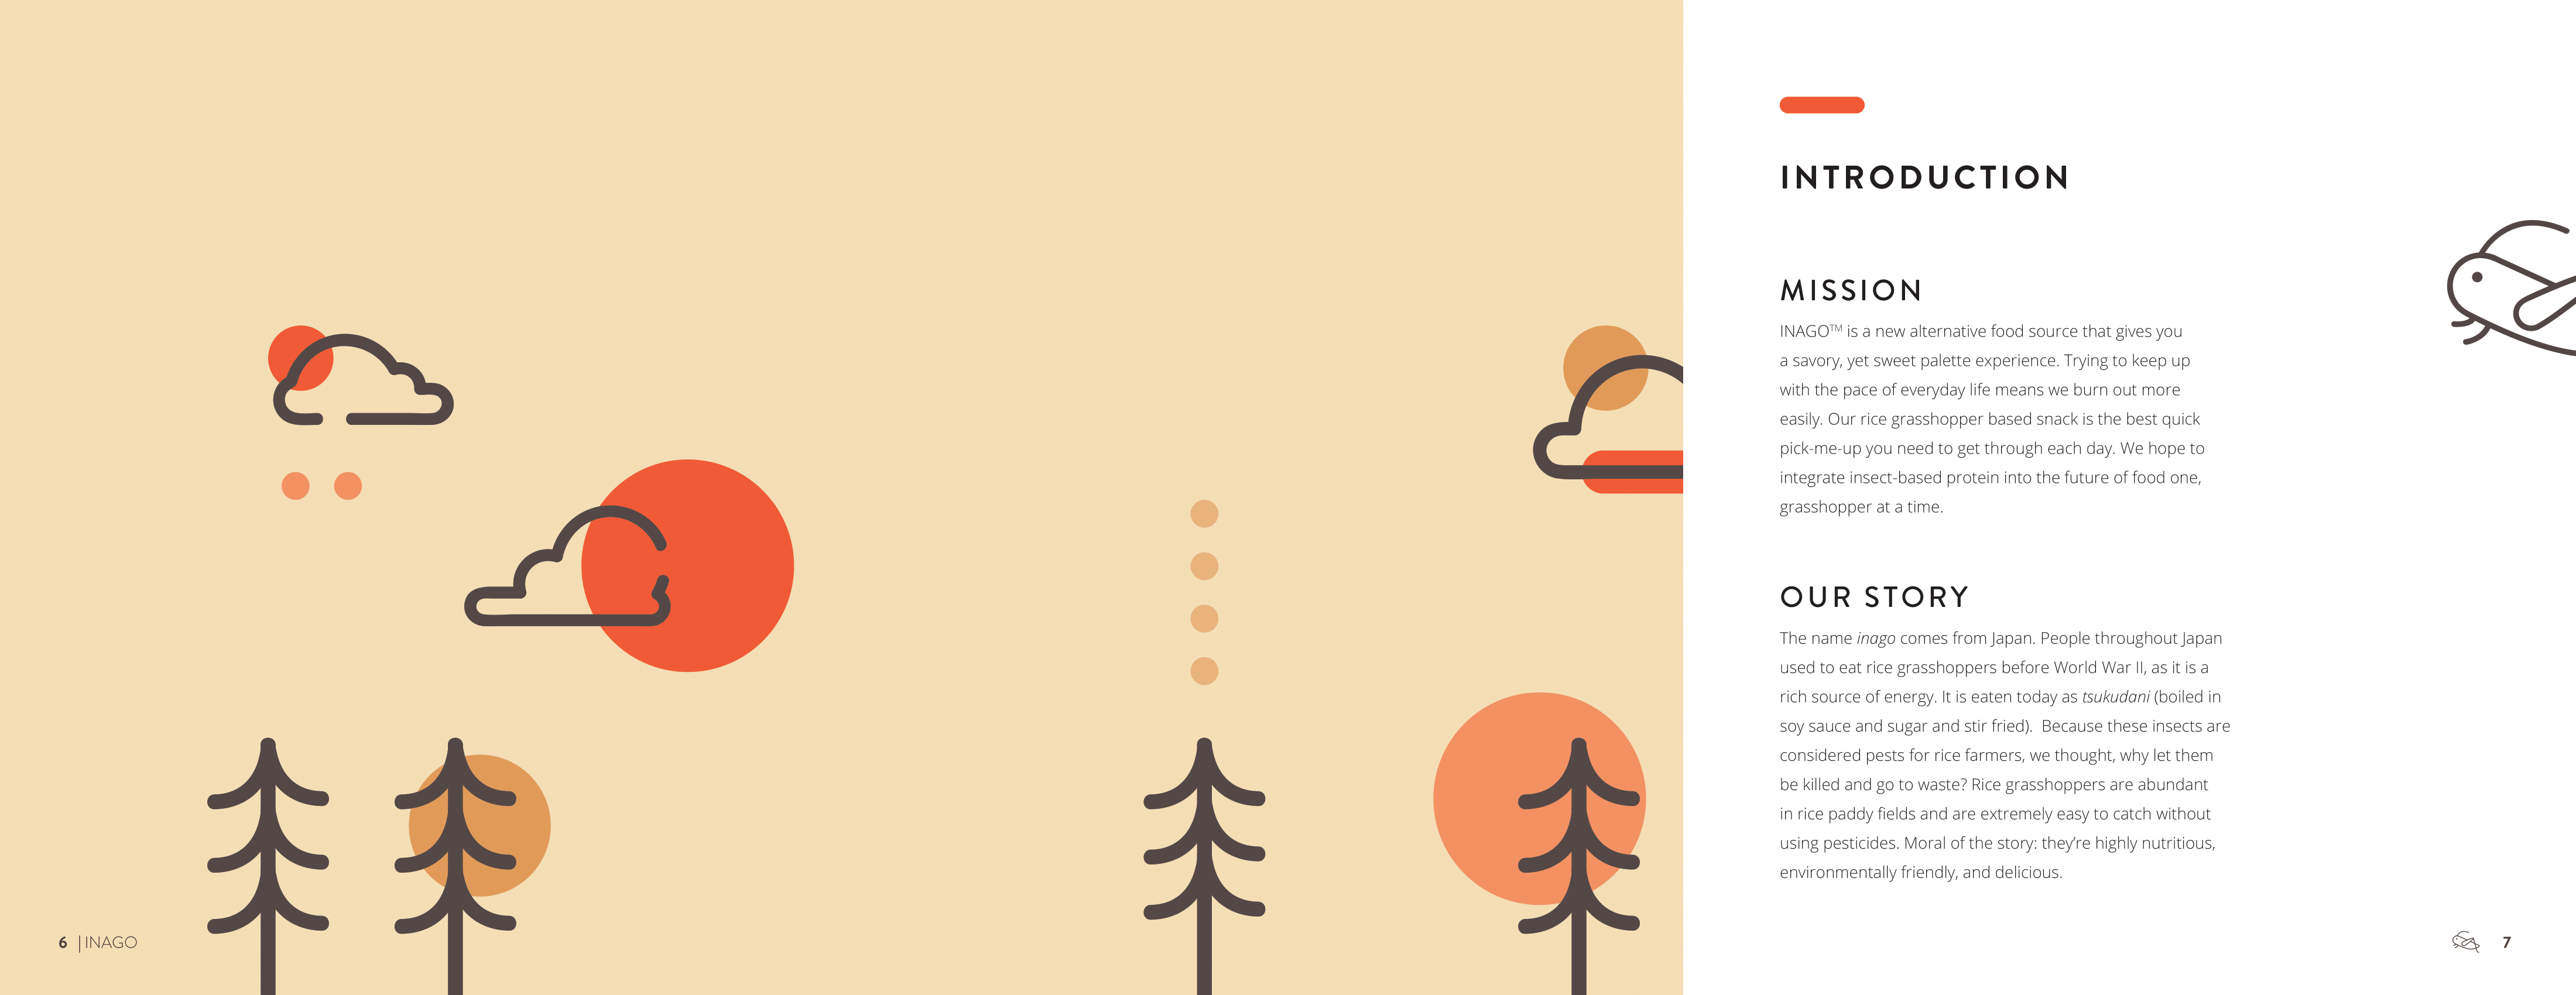 INTRODUCTION
MISSION
INAGO™ is a new alternative food source that gives you
a savory, yet sweet palette experience. Trying to keep up
with the pace of everyday life means we burn out more
easily. Our rice grasshopper based snack is the best quick
pick-me-up you need to get through each day. We hope to
integrate insect-based protein into the future of food one,
grasshopper at a time.
OUR STORY
The name inago comes from Japan. People throughout Japan
used to eat rice grasshoppers before World War II, as it is a
rich source of energy. It is eaten today as tsukudani (boiled in
soy sauce and sugar and stir fried).  Because these insects are
considered pests for rice farmers, we thought, why let them
be killed and go to waste? Rice grasshoppers are abundant
in rice paddy fields and are extremely easy to catch without
using pesticides. Moral of the story: they’re highly nutritious,
environmentally friendly, and delicious.
6 | INAGO
7